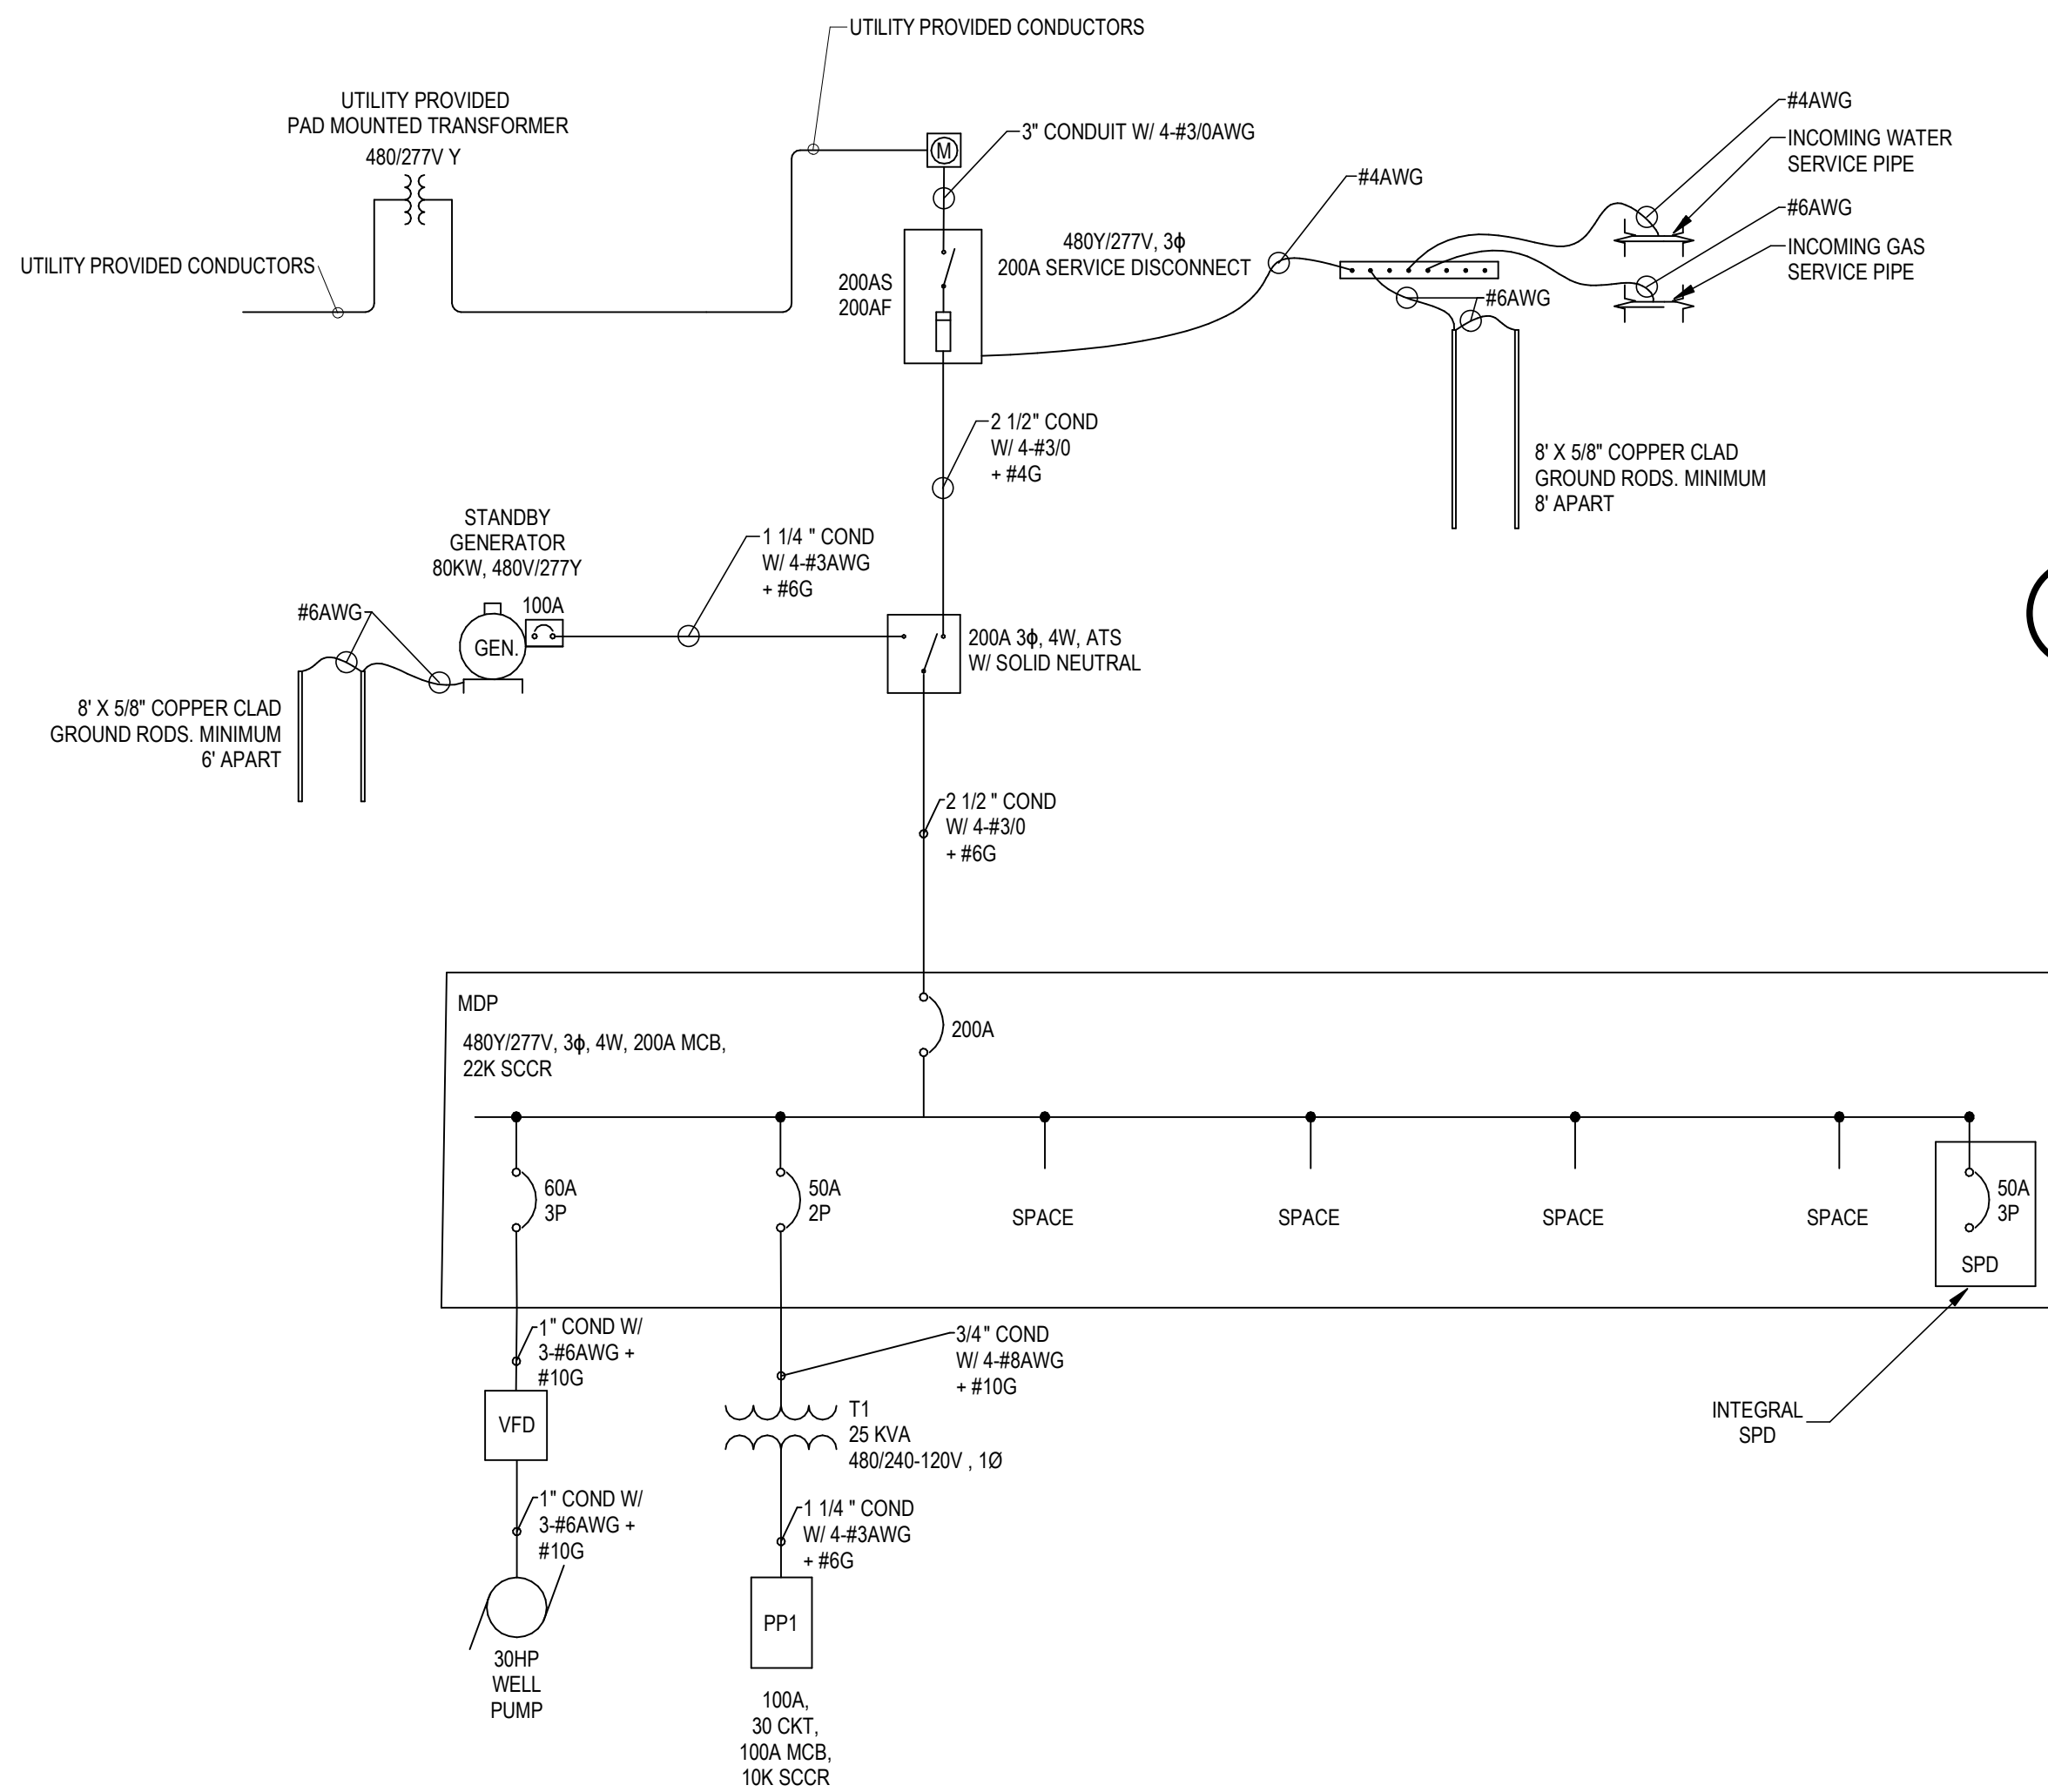 UTILITY PROVIDED CONDUCTORS
UTILITY PROVIDED
PAD MOUNTED TRANSFORMER
480/277V Y
UTILITY PROVIDED CONDUCTORS
M
3" CONDUIT W/ 4-#3/0AWG
200AS
200AF
480Y/277V, 3ϕ
200A SERVICE DISCONNECT
#4AWG
#4AWG
INCOMING WATER
SERVICE PIPE
#6AWG
INCOMING GAS
SERVICE PIPE
#6AWG
8' X 5/8" COPPER CLAD
GROUND RODS. MINIMUM
8' APART
2 1/2" COND
W/ 4-#3/0
+ #4G
STANDBY
GENERATOR
80KW, 480V/277Y
100A
GEN.
#6AWG
8' X 5/8" COPPER CLAD
GROUND RODS. MINIMUM
6' APART
1 1/4 " COND
W/ 4-#3AWG
+ #6G
200A 3ϕ, 4W, ATS
W/ SOLID NEUTRAL
2 1/2 " COND
W/ 4-#3/0
+ #6G
MDP
480Y/277V, 3ϕ, 4W, 200A MCB,
22K SCCR
200A
60A
3P
50A
2P
SPACE
SPACE
SPACE
SPACE
50A
3P
SPD
INTEGRAL
SPD
1" COND W/
3-#6AWG +
#10G
VFD
1" COND W/
3-#6AWG +
#10G
30HP
WELL
PUMP
3/4" COND
W/ 4-#8AWG
+ #10G
T1
25 KVA
480/240-120V , 1Ø
1 1/4 " COND
W/ 4-#3AWG
+ #6G
PP1
100A,
30 CKT,
100A MCB,
10K SCCR